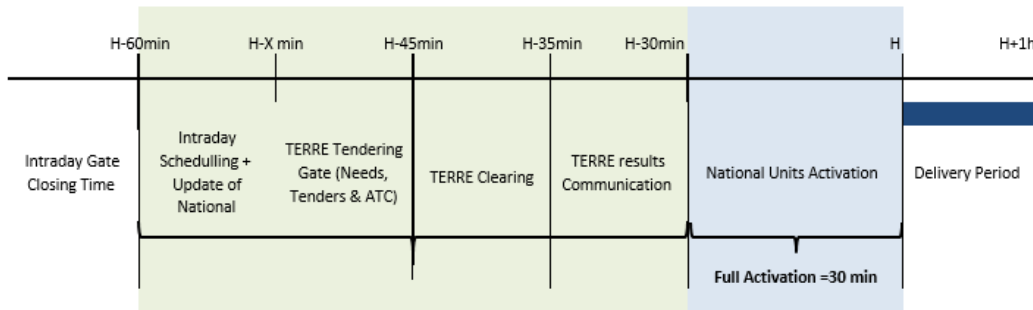 H-60min
H-X min
H-45min
H-35min
H-30min
H
H+1h
Intraday Gate
Closing Time
Intraday
Schedulling +
Update of
National
TERRE Tendering
Gate (Needs,
Tenders & ATC)
TERRE Clearing
TERRE results
Communication
National Units Activation
Delivery Period
Full Activation =30 min